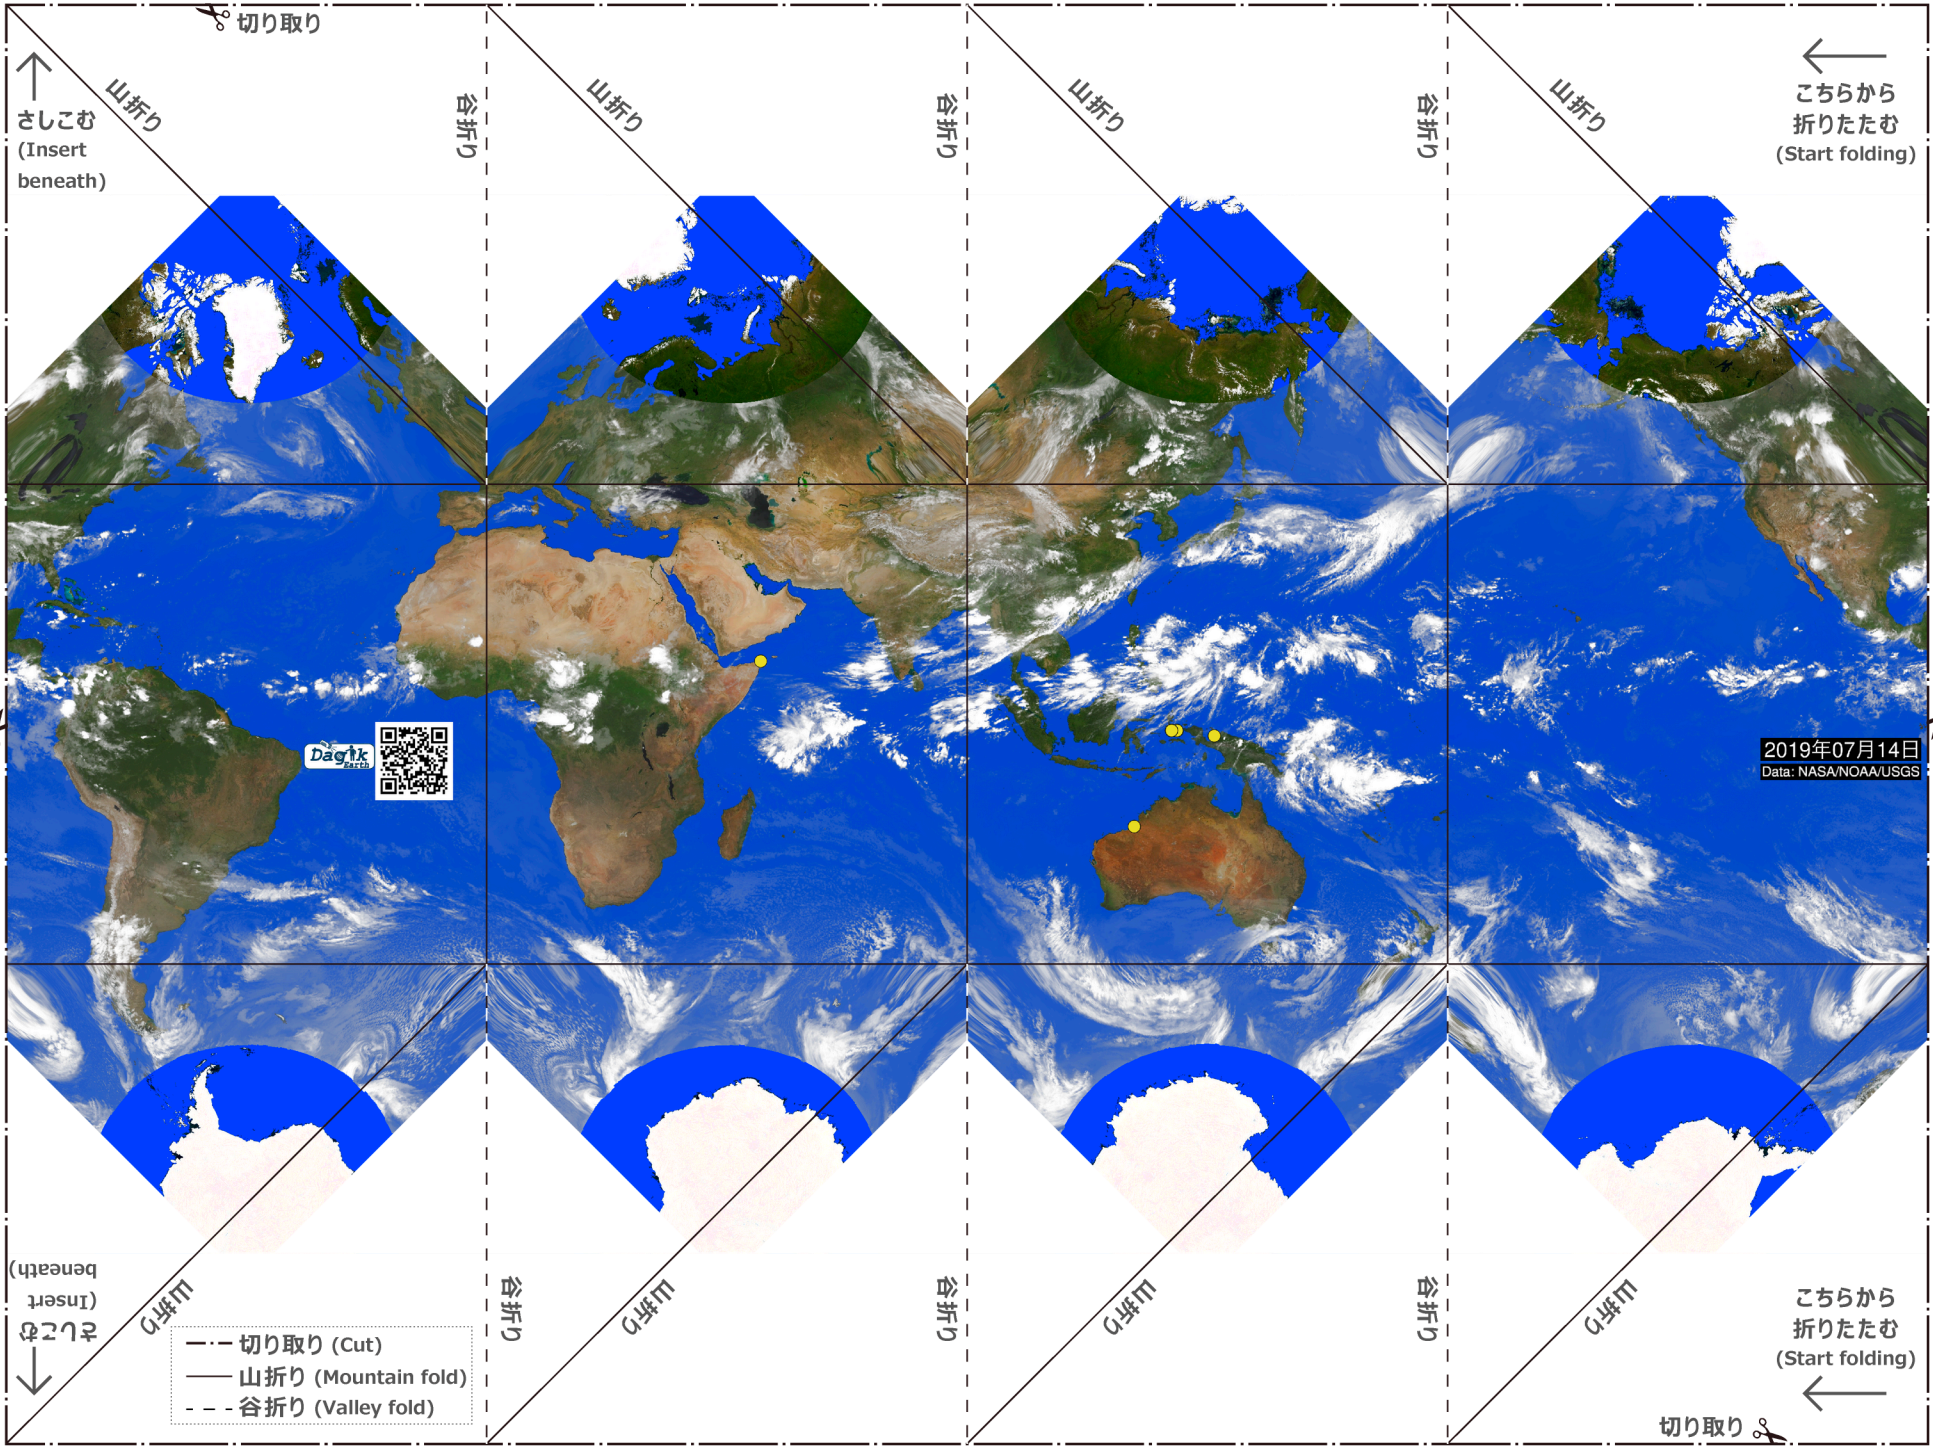 切り取り
山折り
谷折り
山折り
谷折り
山折り
谷折り
山折り
さしこむ
(Insert
beneath)
こちらから
折りたたむ
(Start folding)
Dagik
Earth
2019年07月14日
Data: NASA/NOAA/USGS
さしこむ
(Insert
beneath)
山折り
谷折り
山折り
谷折り
山折り
谷折り
山折り
こちらから
折りたたむ
(Start folding)
切り取り (Cut)
山折り (Mountain fold)
谷折り (Valley fold)
切り取り